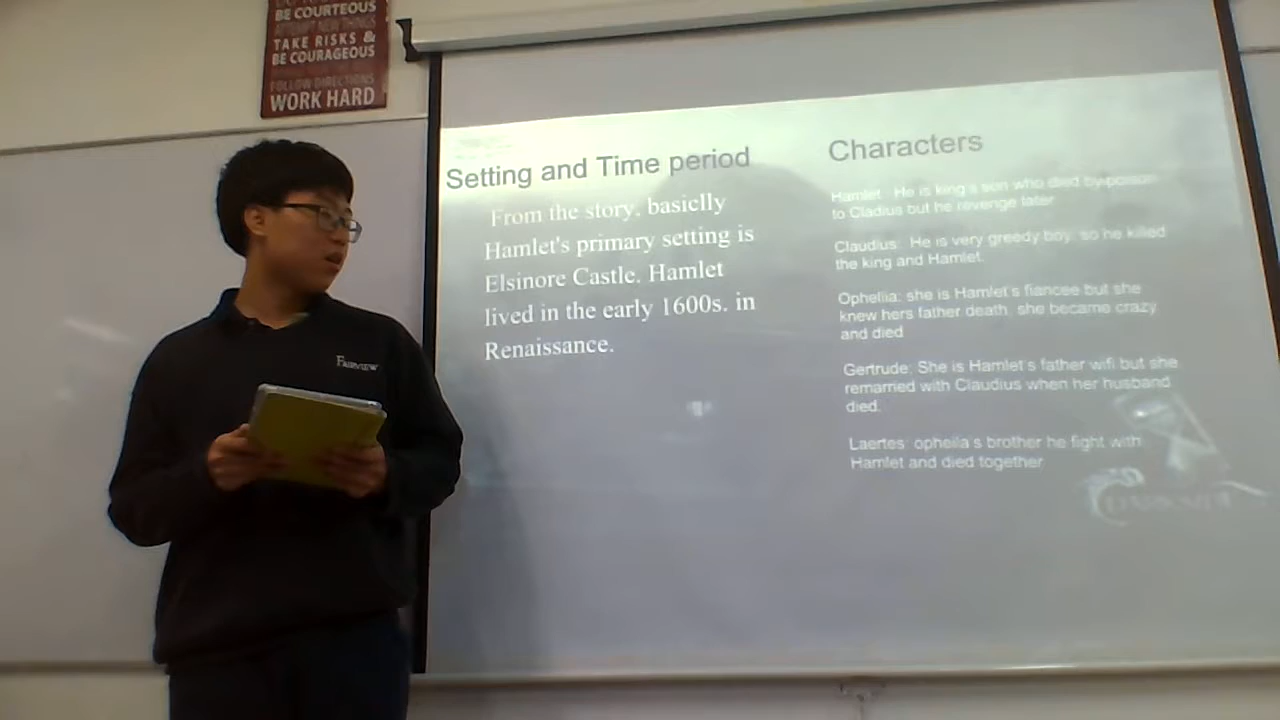 BE COURTEOUS
TAKE RISKS &
BE COURAGEOUS
FOLLOW DIRECTIONS
WORK HARD
FAIRVIEW
Setting and Time period
From the story, basiclly
Hamlet's primary setting is
Elsinore Castle. Hamlet
lived in the early 1600s. in
Renaissance.
Characters
Hamlet: He is king's son who died by poison
to Cladius but he revenge later
Claudius: He is very greedy boy. so he killed
the king and Hamlet.
Ophellia: she is Hamlet's fiancee but she
knew hers father death. she became crazy
and died
Gertrude: She is Hamlet's father wifi but she
remarried with Claudius when her husband
died.
Laertes: opheila's brother he fight with
Hamlet and died together